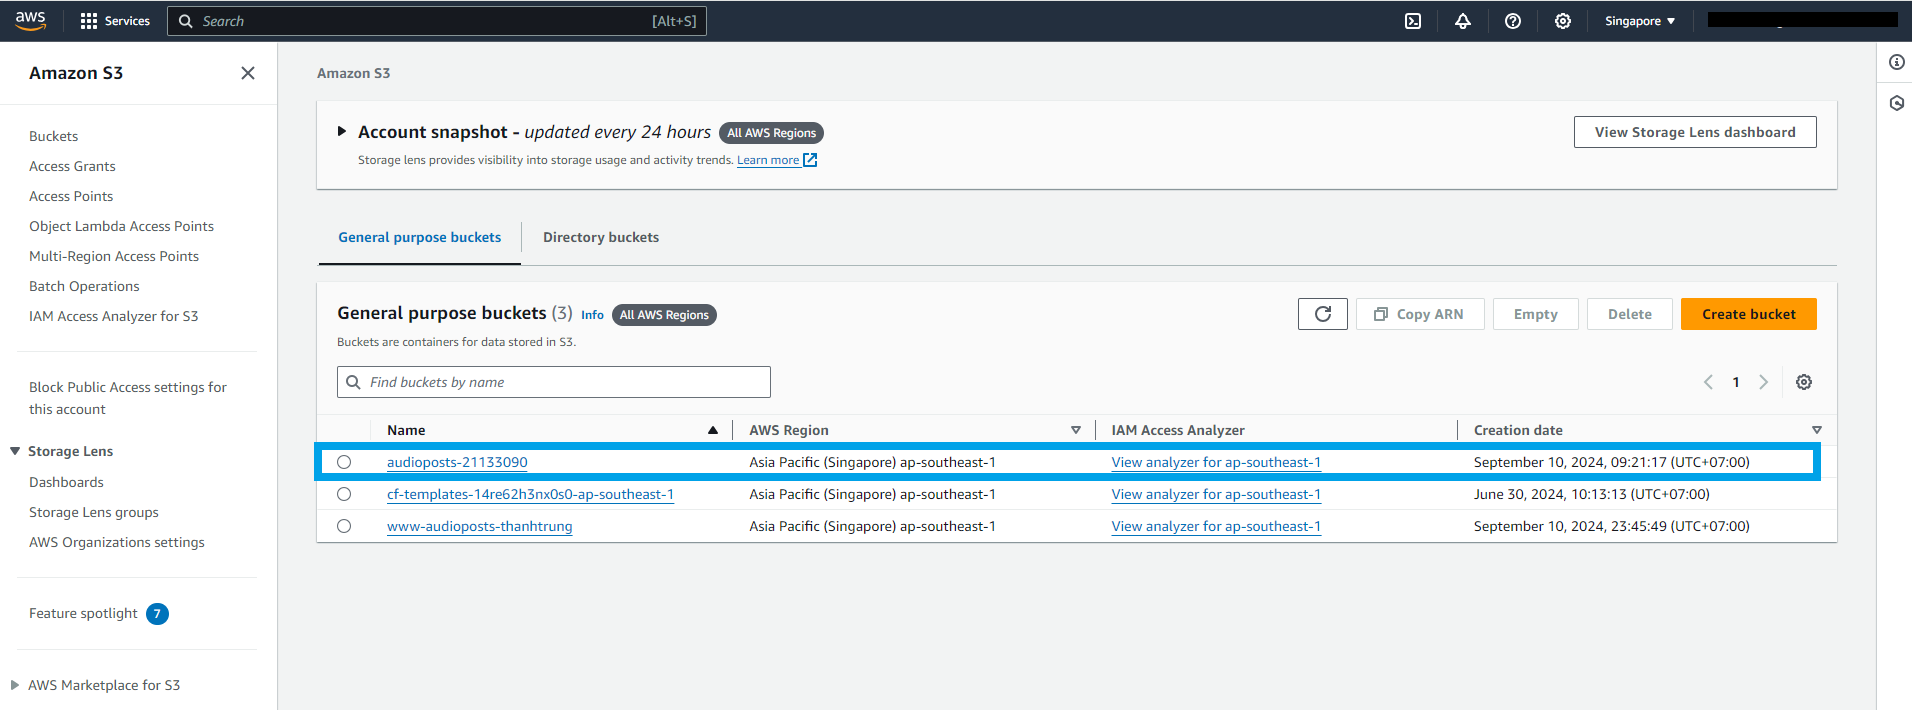 aws
Services
Search
[Alt+S]
Singapore
Amazon S3
Buckets
Access Grants
Access Points
Object Lambda Access Points
Multi-Region Access Points
Batch Operations
IAM Access Analyzer for S3
Block Public Access settings for
this account
Storage Lens
Dashboards
Storage Lens groups
AWS Organizations settings
Feature spotlight 7
AWS Marketplace for S3
Amazon S3
Account snapshot - updated every 24 hours All AWS Regions
Storage lens provides visibility into storage usage and activity trends. Learn more
View Storage Lens dashboard
General purpose buckets
Directory buckets
General purpose buckets (3) Info All AWS Regions
Buckets are containers for data stored in S3.
Copy ARN
Empty
Delete
Create bucket
Find buckets by name
1
Name AWS Region IAM Access Analyzer Creation date
audioposts-21133090 Asia Pacific (Singapore) ap-southeast-1 View analyzer for ap-southeast-1 September 10, 2024, 09:21:17 (UTC+07:00)
cf-templates-14re62h3nx0s0-ap-southeast-1 Asia Pacific (Singapore) ap-southeast-1 View analyzer for ap-southeast-1 June 30, 2024, 10:13:13 (UTC+07:00)
www-audioposts-thanhtrung Asia Pacific (Singapore) ap-southeast-1 View analyzer for ap-southeast-1 September 10, 2024, 23:45:49 (UTC+07:00)